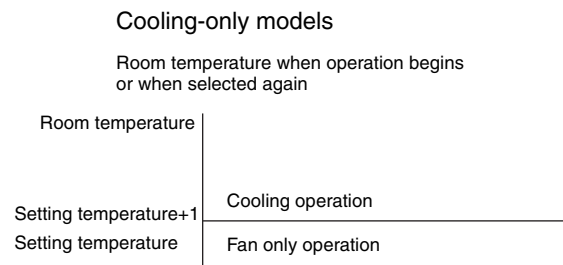 Cooling-only models
Room temperature when operation begins
or when selected again
Room temperature
Cooling operation
Setting temperature+1
Setting temperature
Fan only operation